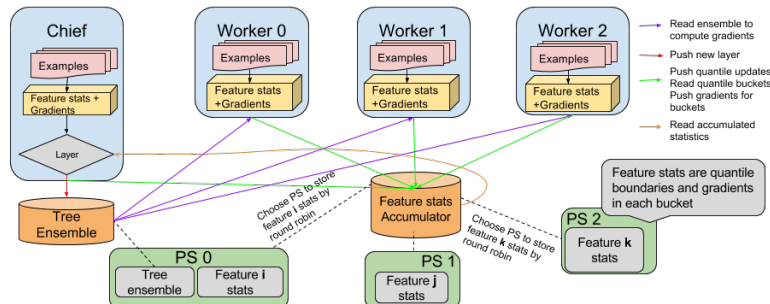 Chief
Examples
Feature stats +
Gradients
Layer
Tree
Ensemble
Worker 0
Examples
Feature stats
+Gradients
Worker 1
Examples
Feature stats
+Gradients
Worker 2
Examples
Feature stats
+Gradients
Read ensemble to
compute gradients
Push new layer
Push quantile updates
Read quantile buckets
Push gradients for
buckets
Read accumulated
statistics
Choose PS to store
feature i stats by
round robin
Feature stats
Accumulator
Choose PS to store
feature k stats by
round robin
Feature stats are quantile
boundaries and gradients
in each bucket
PS 0
Tree
ensemble
Feature i
stats
PS 1
Feature j
stats
PS 2
Feature k
stats